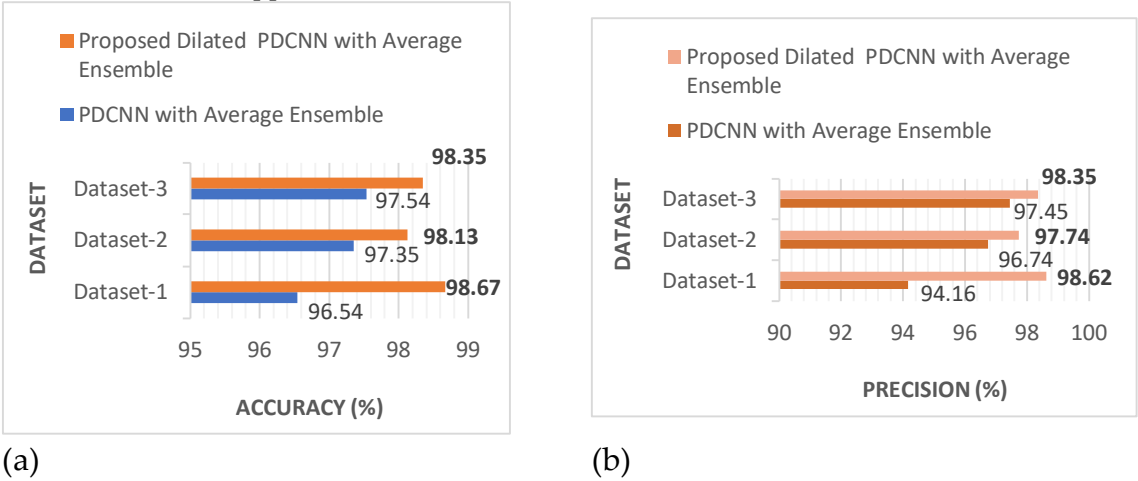 Proposed Dilated PDCNN with Average
Ensemble
PDCNN with Average Ensemble
98.35
Dataset-3
97.54
98.13
Dataset-2
97.35
98.67
Dataset-1
96.54
DATASET
95 96 97 98 99
ACCURACY (%)
(a)
Proposed Dilated PDCNN with Average
Ensemble
PDCNN with Average Ensemble
98.35
Dataset-3
97.45
97.74
Dataset-2
96.74
98.62
Dataset-1
94.16
DATASET
90 92 94 96 98 100
PRECISION (%)
(b)